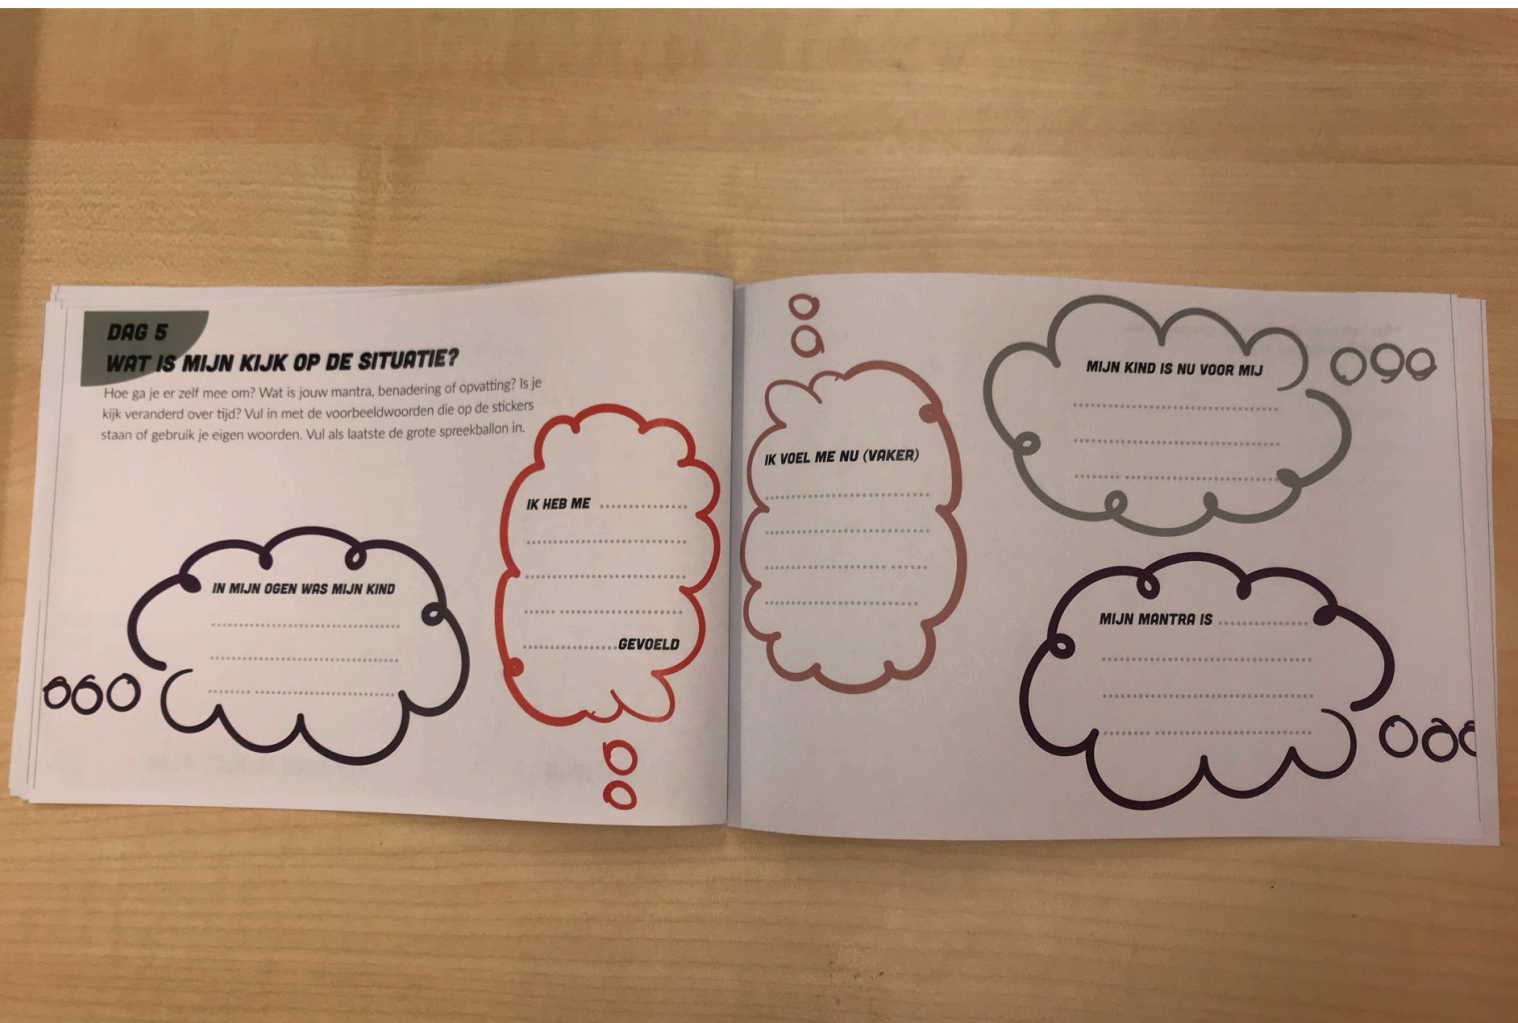 DAG 5
WAT IS MIJN KIJK OP DE SITUATIE?
Hoe ga je er zelf mee om? Wat is jouw mantra, benadering of opvatting? Is je
kijk veranderd over tijd? Vul in met de voorbeeldwoorden die op de stickers
staan of gebruik je eigen woorden. Vul als laatste de grote spreekballon in.
IN MIJN OGEN WAS MIJN KIND
IK HEB ME
GEVOELD
IK VOEL ME NU (VAKER)
MIJN KIND IS NU VOOR MIJ
MIJN MANTRA IS